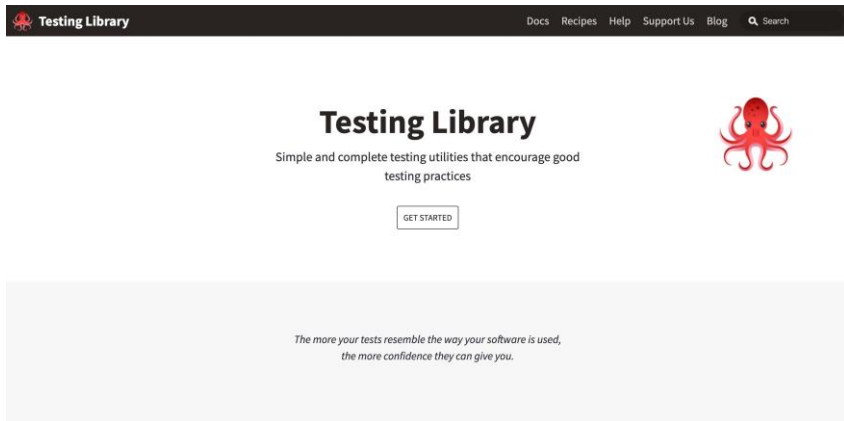 Testing Library
Docs Recipes Help Support Us Blog Search
Testing Library
Simple and complete testing utilities that encourage good
testing practices
GET STARTED
The more your tests resemble the way your software is used,
the more confidence they can give you.